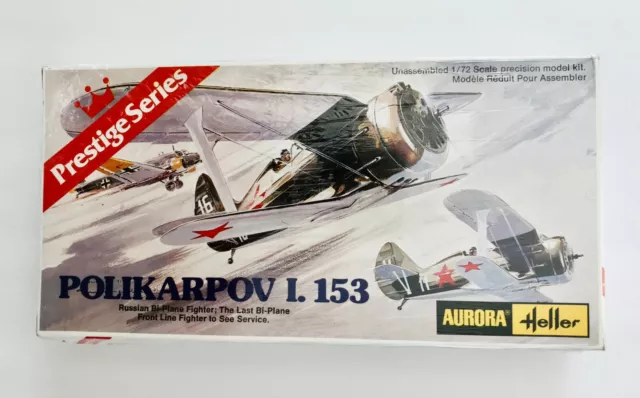 Prestige Series
Unassembled 1/72 Scale precision model kit.
Modèle Réduit Pour Assembler
16
POLIKARPOV I. 153
Russian Bi-Plane Fighter; The Last Bi-Plane
Front Line Fighter to See Service.
AURORA Heller